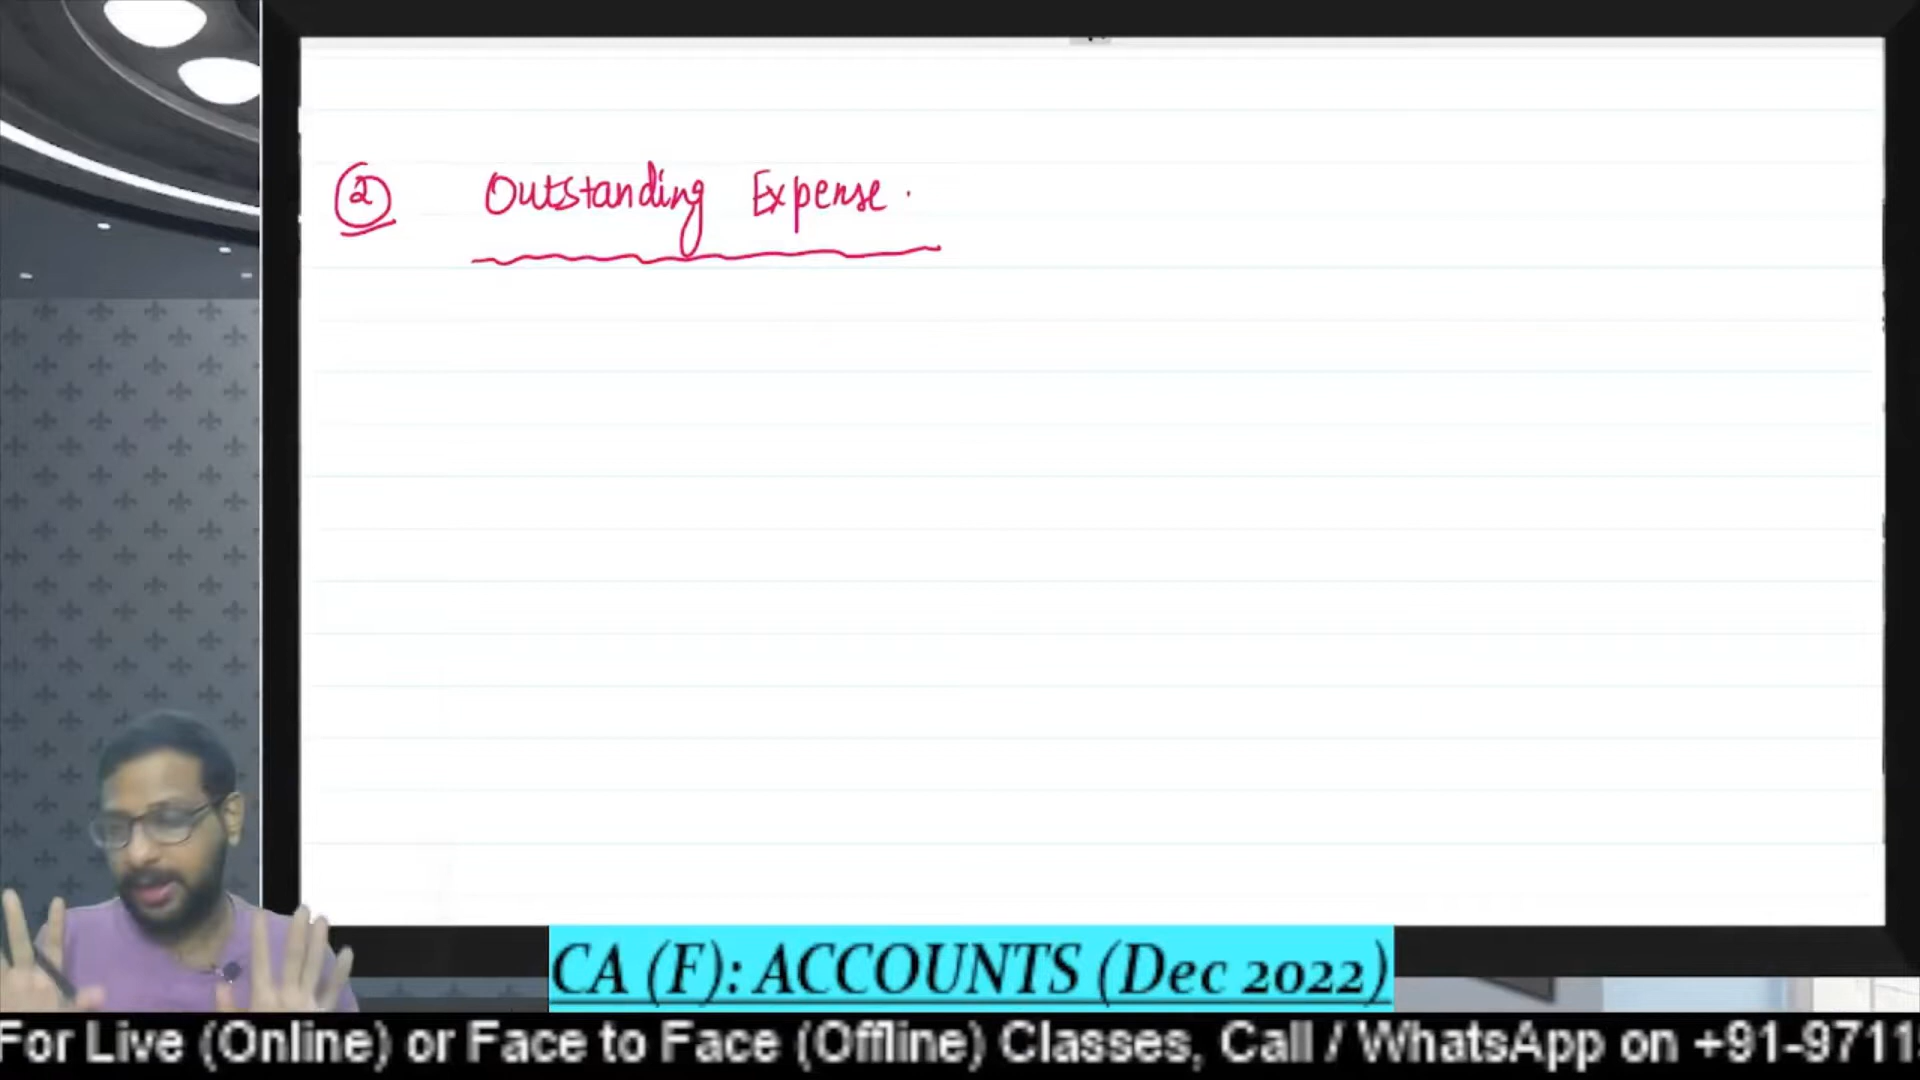 ② Outstanding Expense.
CA (F): ACCOUNTS (Dec 2022)
For Live (Online) or Face to Face (Offline) Classes, Call / WhatsApp on +91-9711